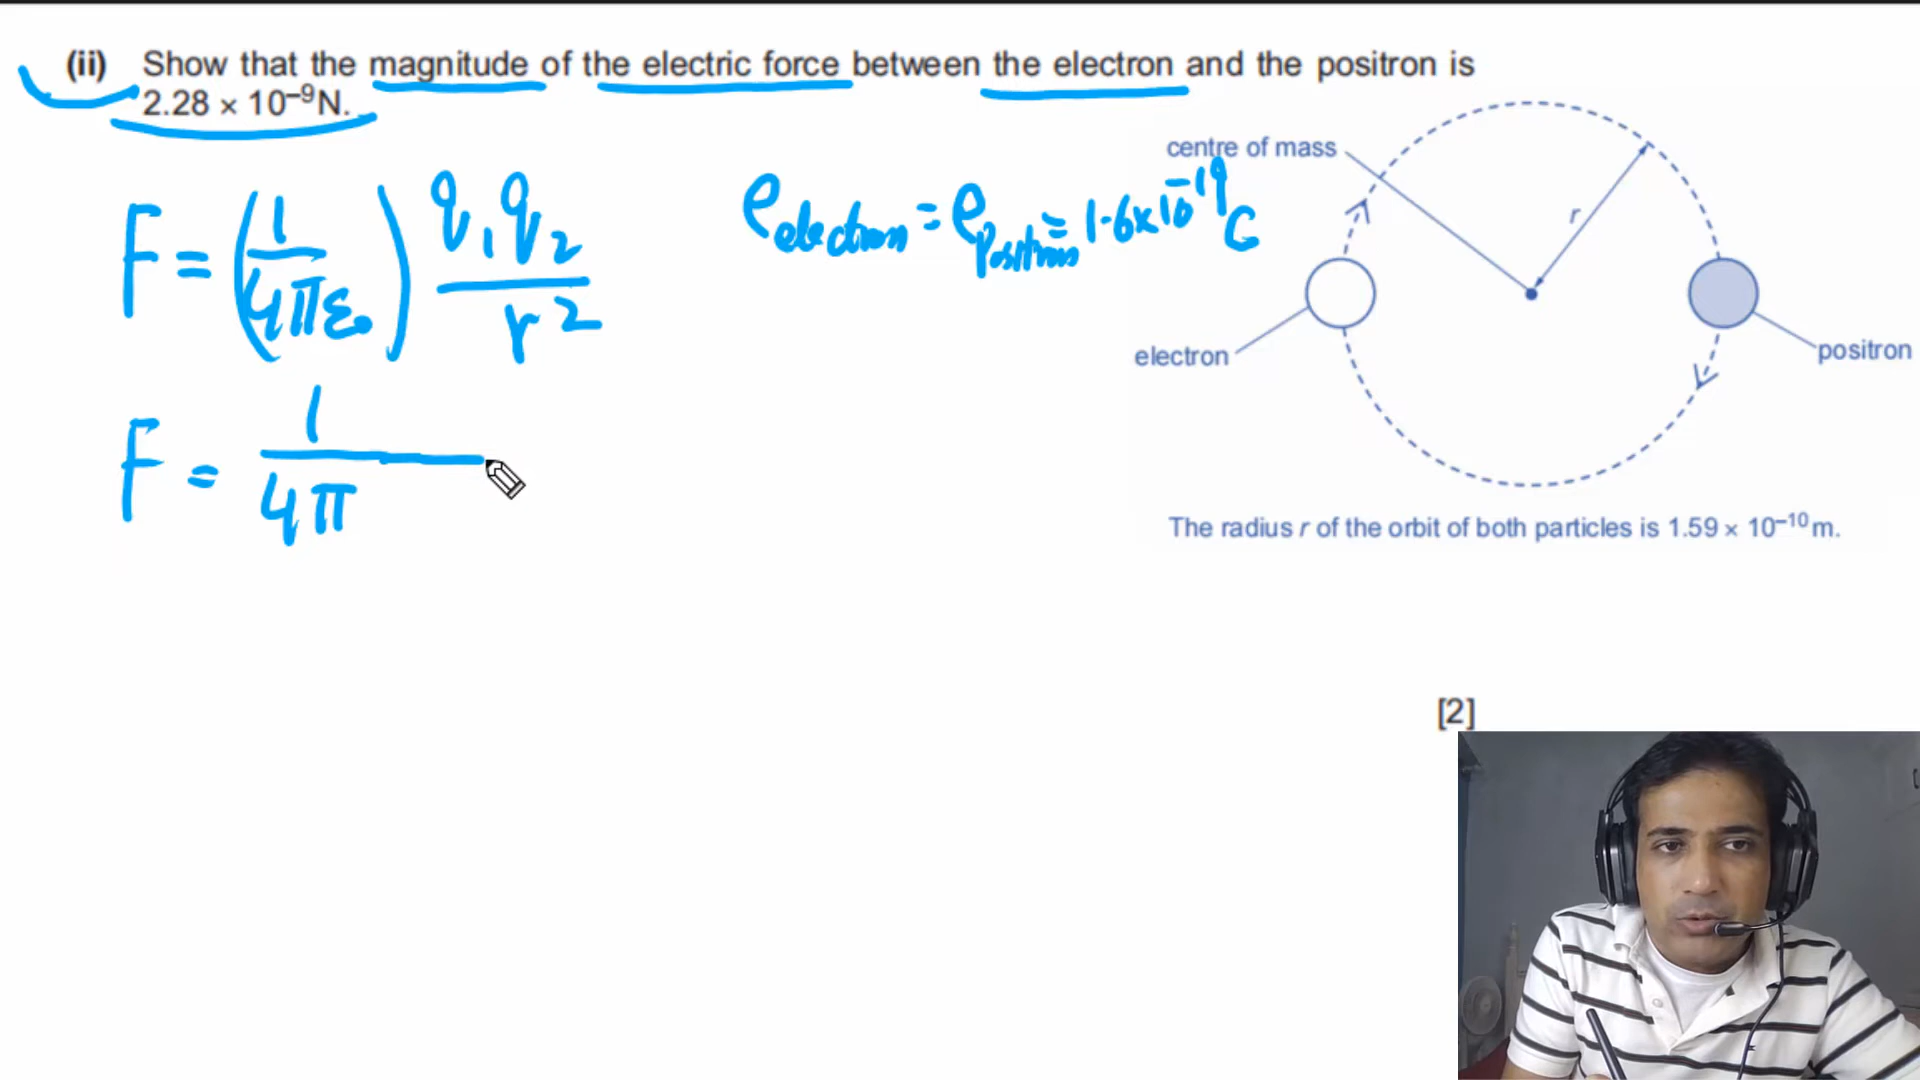 (ii) Show that the magnitude of the electric force between the electron and the positron is
2.28 × 10⁻⁹ N.
centre of mass
r
electron
positron
The radius r of the orbit of both particles is 1.59 × 10⁻¹⁰ m.
F = (1/4πε₀) q₁q₂/r²
e electron = e positron = 1.6×10⁻¹⁹ C
F = 1/4π
[2]